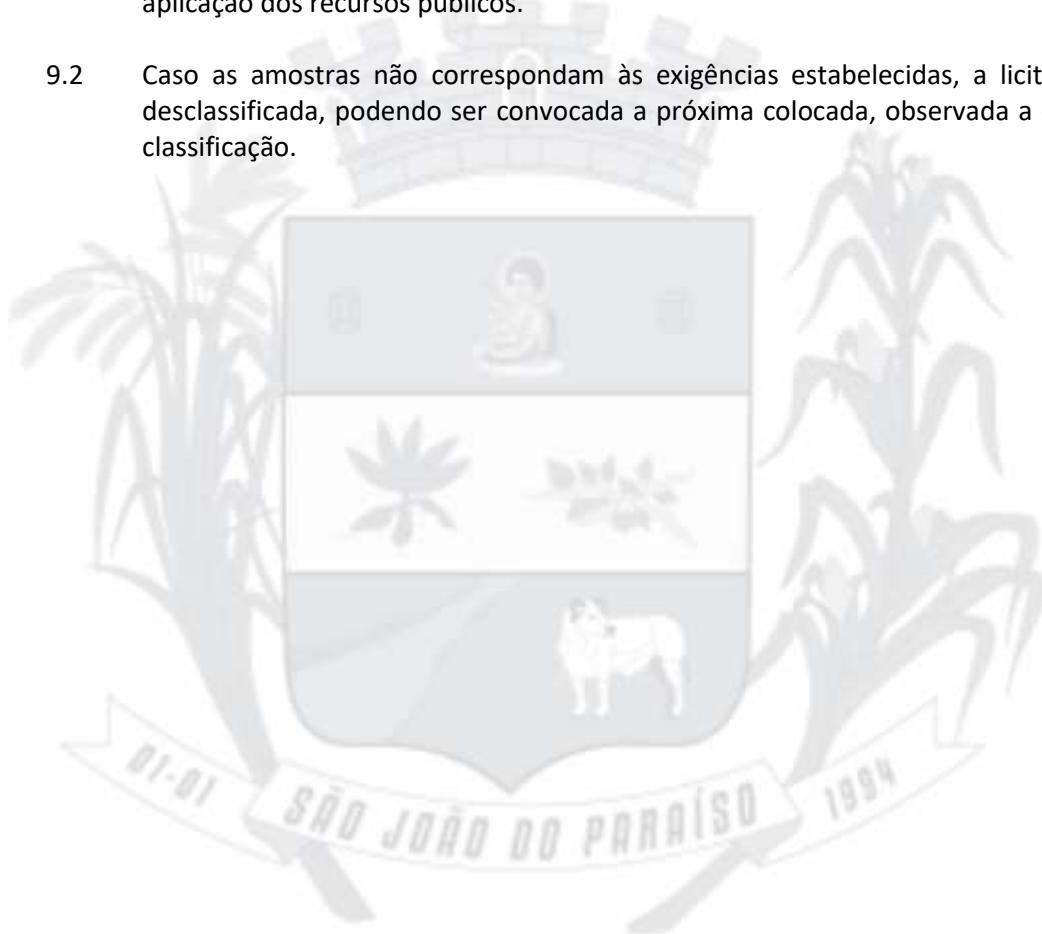 aplicação dos recursos públicos.
9.2 Caso as amostras não correspondam às exigências estabelecidas, a licit
desclassificada, podendo ser convocada a próxima colocada, observada a
classificação.
01-01 SÃO JOÃO DO PARAÍSO 1994